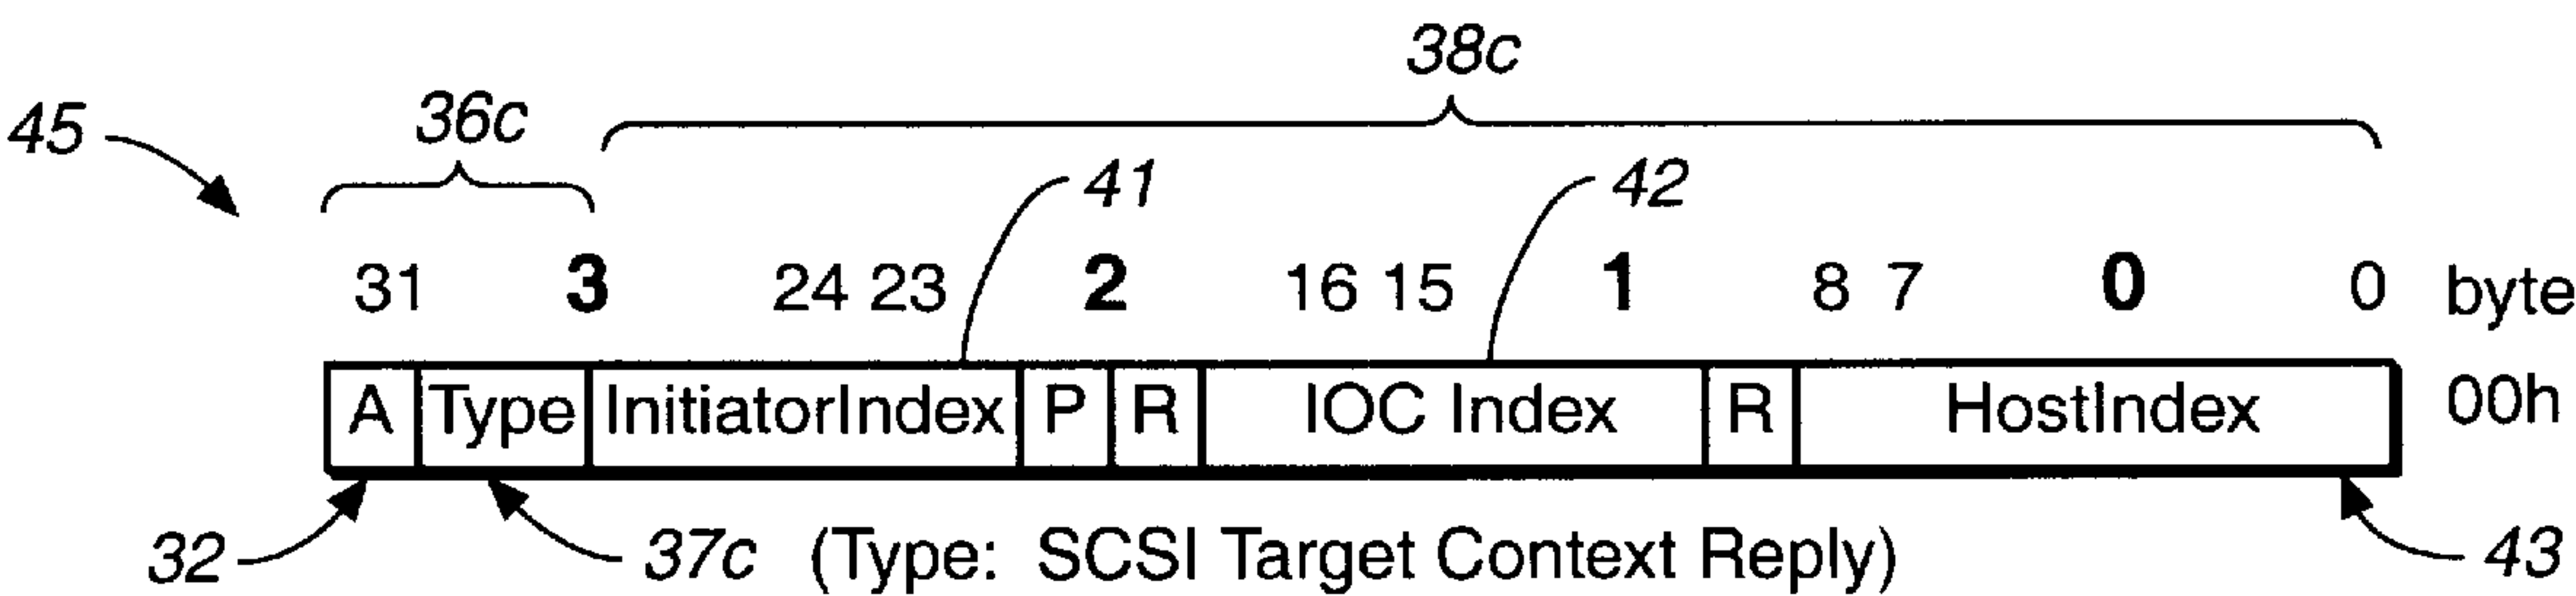 38c
45 36c
41 42
31 3 24 23 2 16 15 1 8 7 0 0 byte
A Type InitiatorIndex P R IOC Index R HostIndex 00h
32 37c (Type: SCSI Target Context Reply) 43